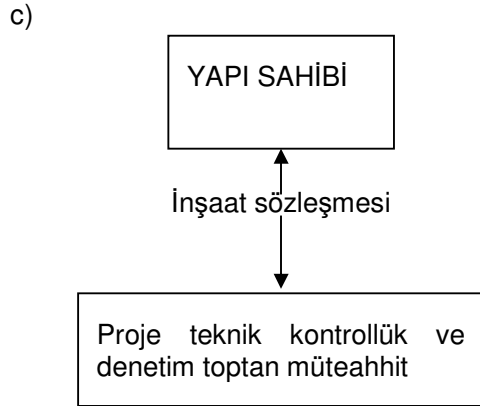 c)
YAPI SAHİBİ
İnşaat sözleşmesi
Proje teknik kontrollük ve
denetim toptan müteahhit